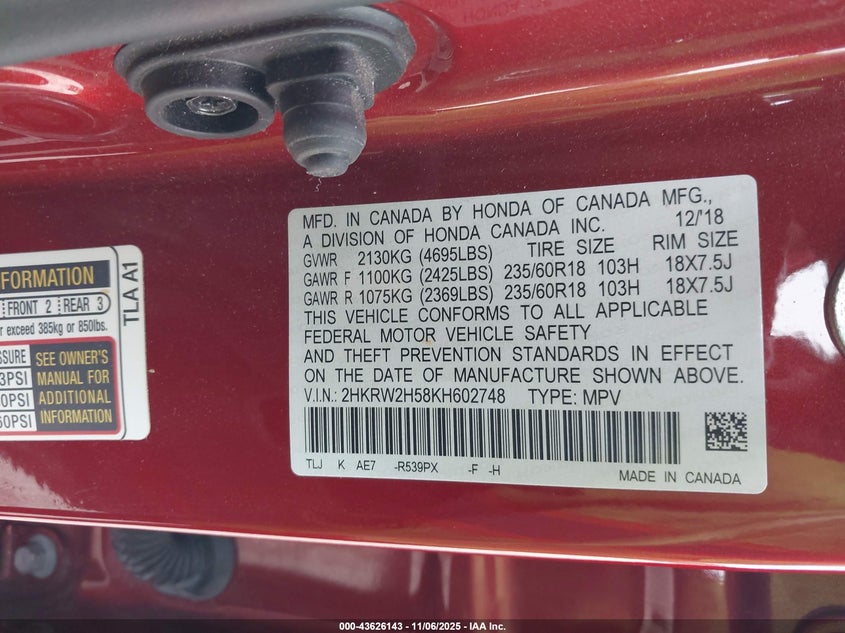 MFD. IN CANADA BY HONDA OF CANADA MFG.,
A DIVISION OF HONDA CANADA INC. 12/'18
GVWR 2130KG (4695LBS) TIRE SIZE RIM SIZE
GAWR F 1100KG (2425LBS) 235/60R18 103H 18X7.5J
GAWR R 1075KG (2369LBS) 235/60R18 103H 18X7.5J
THIS VEHICLE CONFORMS TO ALL APPLICABLE
FEDERAL MOTOR VEHICLE SAFETY
AND THEFT PREVENTION STANDARDS IN EFFECT
ON THE DATE OF MANUFACTURE SHOWN ABOVE.
V.I.N.: 2HKRW2H58KH602748 TYPE: MPV
TLJ K AE7 -R539PX -F -H
MADE IN CANADA
FORMATION
FRONT 2 REAR 3
r exceed 385kg or 850lbs.
SSURE
3PSI
0PSI
60PSI
SEE OWNER'S
MANUAL FOR
ADDITIONAL
INFORMATION
TLA A1
000-43626143 - 11/06/2025 - IAA Inc.